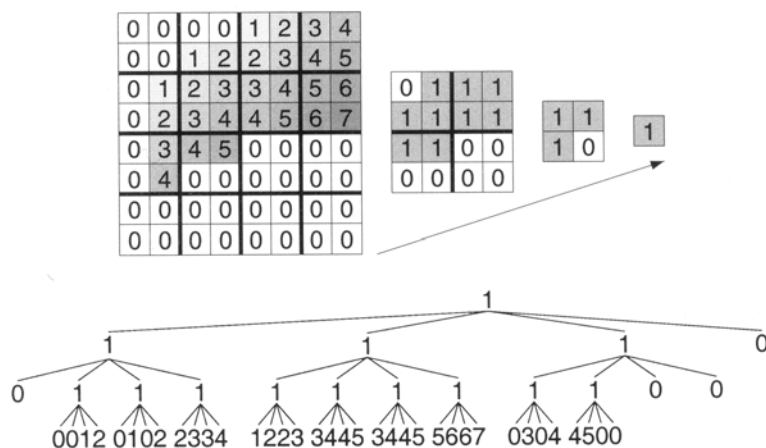 0 0 0 0 1 2 3 4
0 0 1 2 2 3 4 5
0 1 2 3 3 4 5 6
0 2 3 4 4 5 6 7
0 3 4 5 0 0 0 0
0 4 0 0 0 0 0 0
0 0 0 0 0 0 0 0
0 0 0 0 0 0 0 0
0 1 1 1
1 1 1 1
1 1 0 0
0 0 0 0
1 1
1 0
1
1
1 1 1 0
0 1 1 1 1 1 1 1 1 1 0 0
0012 0102 2334 1223 3445 3445 5667 0304 4500